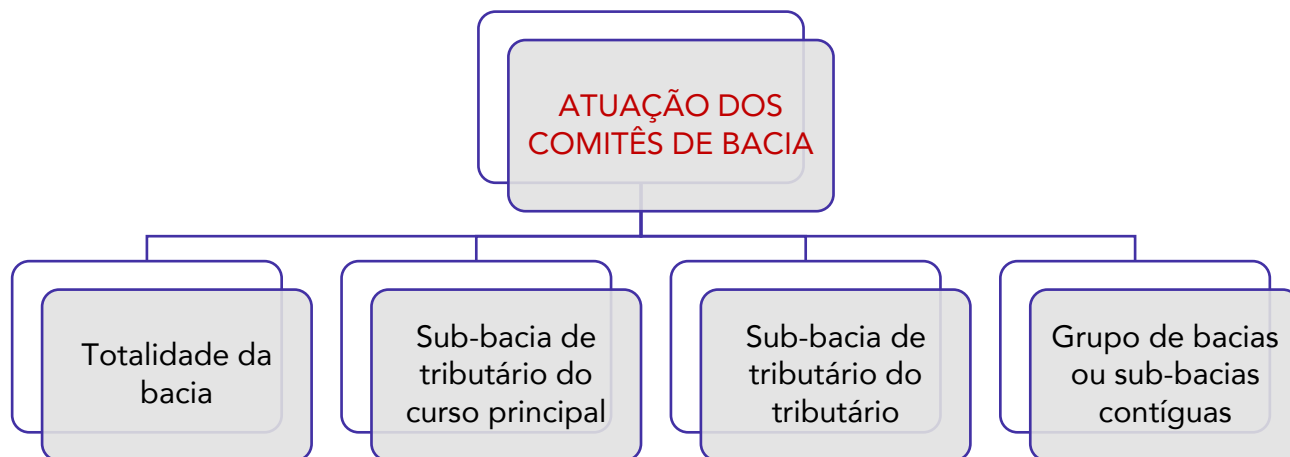 ATUAÇÃO DOS
COMITÊS DE BACIA
Totalidade da
bacia
Sub-bacia de
tributário do
curso principal
Sub-bacia de
tributário do
tributário
Grupo de bacias
ou sub-bacias
contíguas